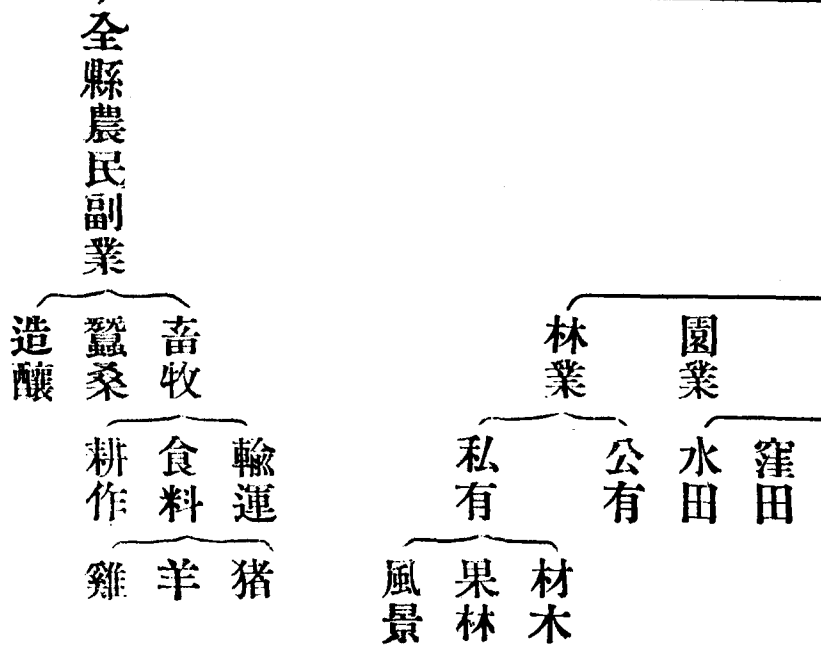 窪田
水田
園業
林業
公有
私有
材木
果林
風景
全縣農民副業
畜牧
輸運
食料
耕作
猪
羊
雞
蠶桑
造釀